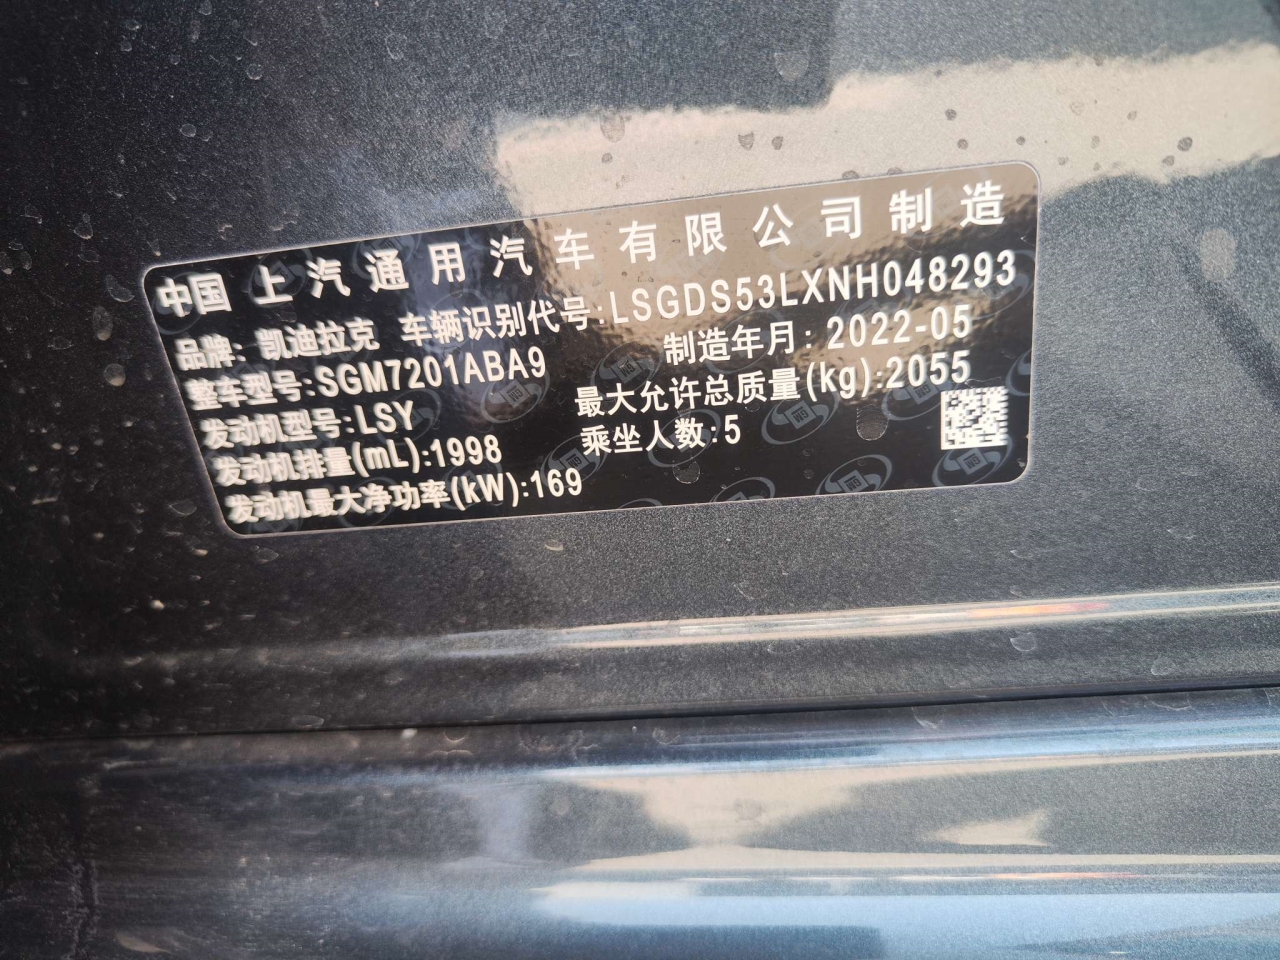 中国 上汽通用汽车有限公司制造
品牌: 凯迪拉克 车辆识别代号:LSGDS53LXNH048293
整车型号:SGM7201ABA9 制造年月: 2022-05
发动机型号:LSY 最大允许总质量(kg):2055
发动机排量(mL):1998 乘坐人数:5
发动机最大净功率(kW):169